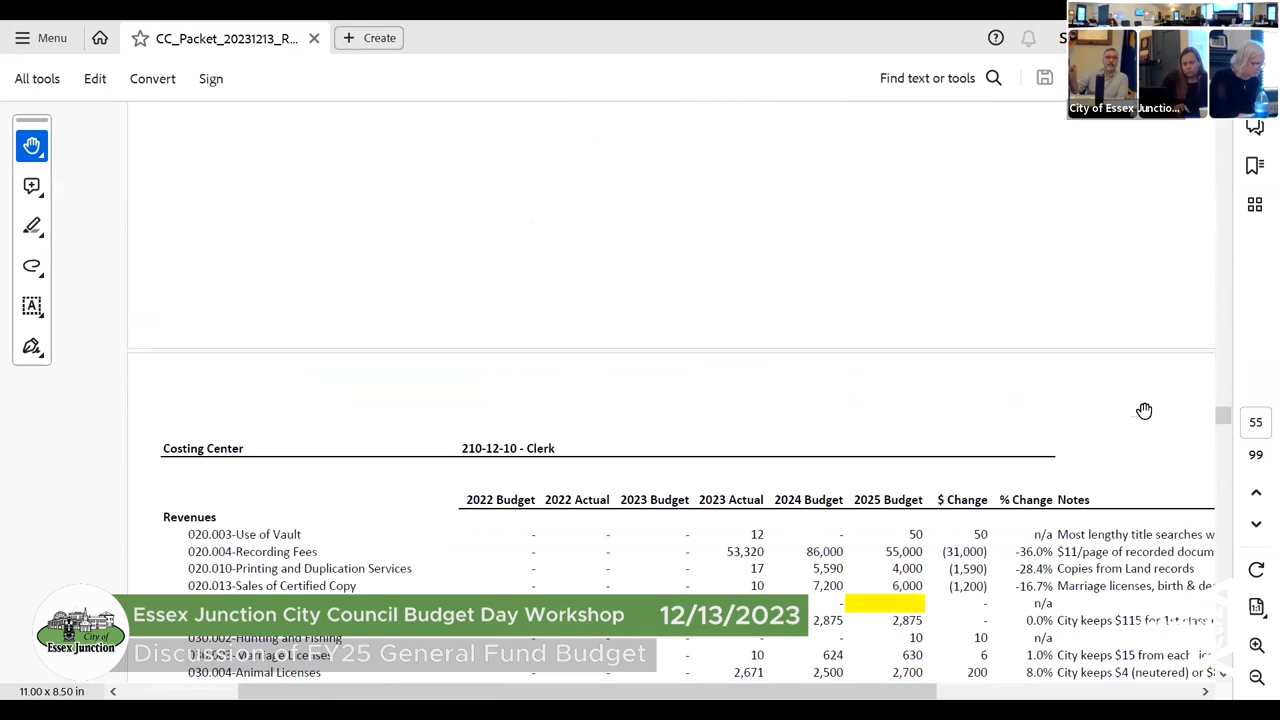 Menu
CC_Packet_20231213_R...
Create
All tools
Edit
Convert
Sign
Find text or tools
City of Essex Junctio...
55
99
Costing Center 210-12-10 - Clerk
2022 Budget 2022 Actual 2023 Budget 2023 Actual 2024 Budget 2025 Budget $ Change % Change Notes
Revenues
020.003-Use of Vault - - - 12 - 50 50 n/a Most lengthy title searches w
020.004-Recording Fees - - - 53,320 86,000 55,000 (31,000) -36.0% $11/page of recorded docum
020.010-Printing and Duplication Services - - - 17 5,590 4,000 (1,590) -28.4% Copies from Land records
020.013-Sales of Certified Copy - - - 10 7,200 6,000 (1,200) -16.7% Marriage licenses, birth & de
- - n/a
2,875 2,875 - 0.0% City keeps $115 for 1st class
030.002-Hunting and Fishing - - - - 10 10 n/a
Marriage Licenses - - 10 624 630 6 1.0% City keeps $15 from each
030.004-Animal Licenses - - - 2,671 2,500 2,700 200 8.0% City keeps $4 (neutered) or
City of
Essex Junction
Essex Junction City Council Budget Day Workshop 12/13/2023
Discussion of FY25 General Fund Budget
11.00 x 8.50 in